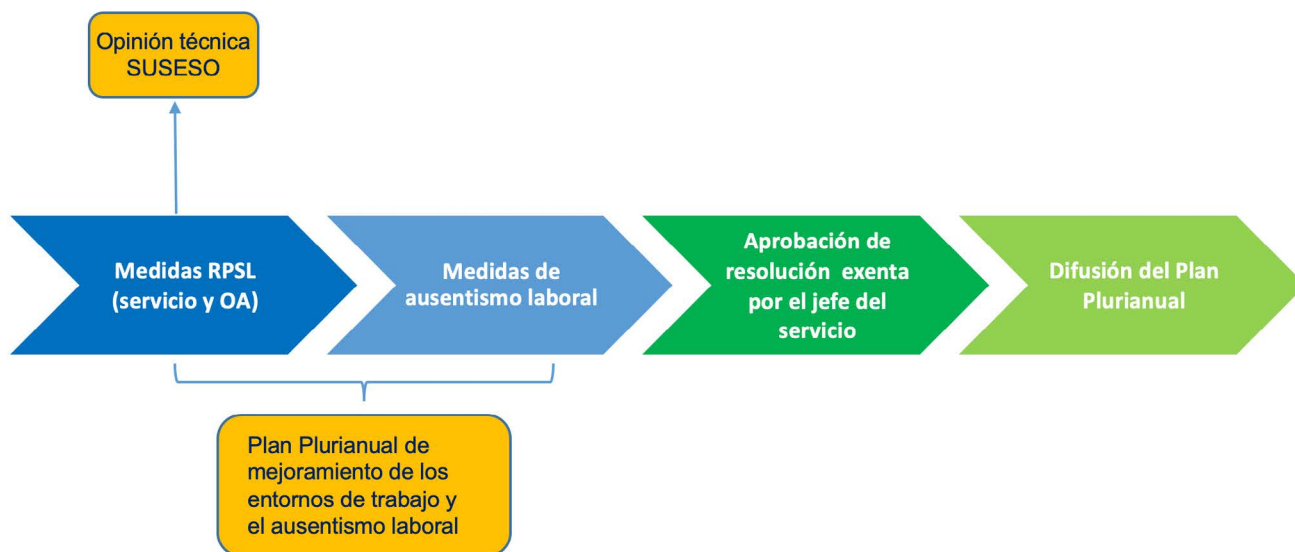 Opinión técnica
SUSESO
Medidas RPSL
(servicio y OA)
Medidas de
ausentismo laboral
Aprobación de
resolución exenta
por el jefe del
servicio
Difusión del Plan
Plurianual
Plan Plurianual de
mejoramiento de los
entornos de trabajo y
el ausentismo laboral